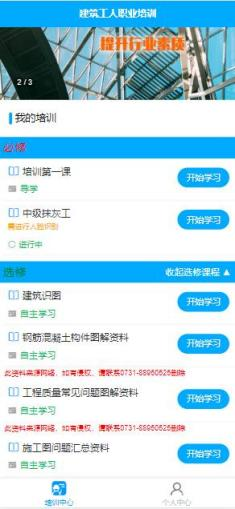 建筑工人职业培训
提升行业素质
2 / 3
我的培训
必修
培训第一课
导学
开始学习
中级抹灰工
需进行人脸识别
进行中
开始学习
选修
收起选修课程 ▲
建筑识图
自主学习
开始学习
钢筋混凝土构件图解资料
自主学习
开始学习
此资料来源网络，如有侵权，请联系0731-88960626删除
工程质量常见问题图解资料
自主学习
开始学习
此资料来源网络，如有侵权，请联系0731-88960626删除
施工图问题汇总资料
自主学习
开始学习
培训中心
个人中心